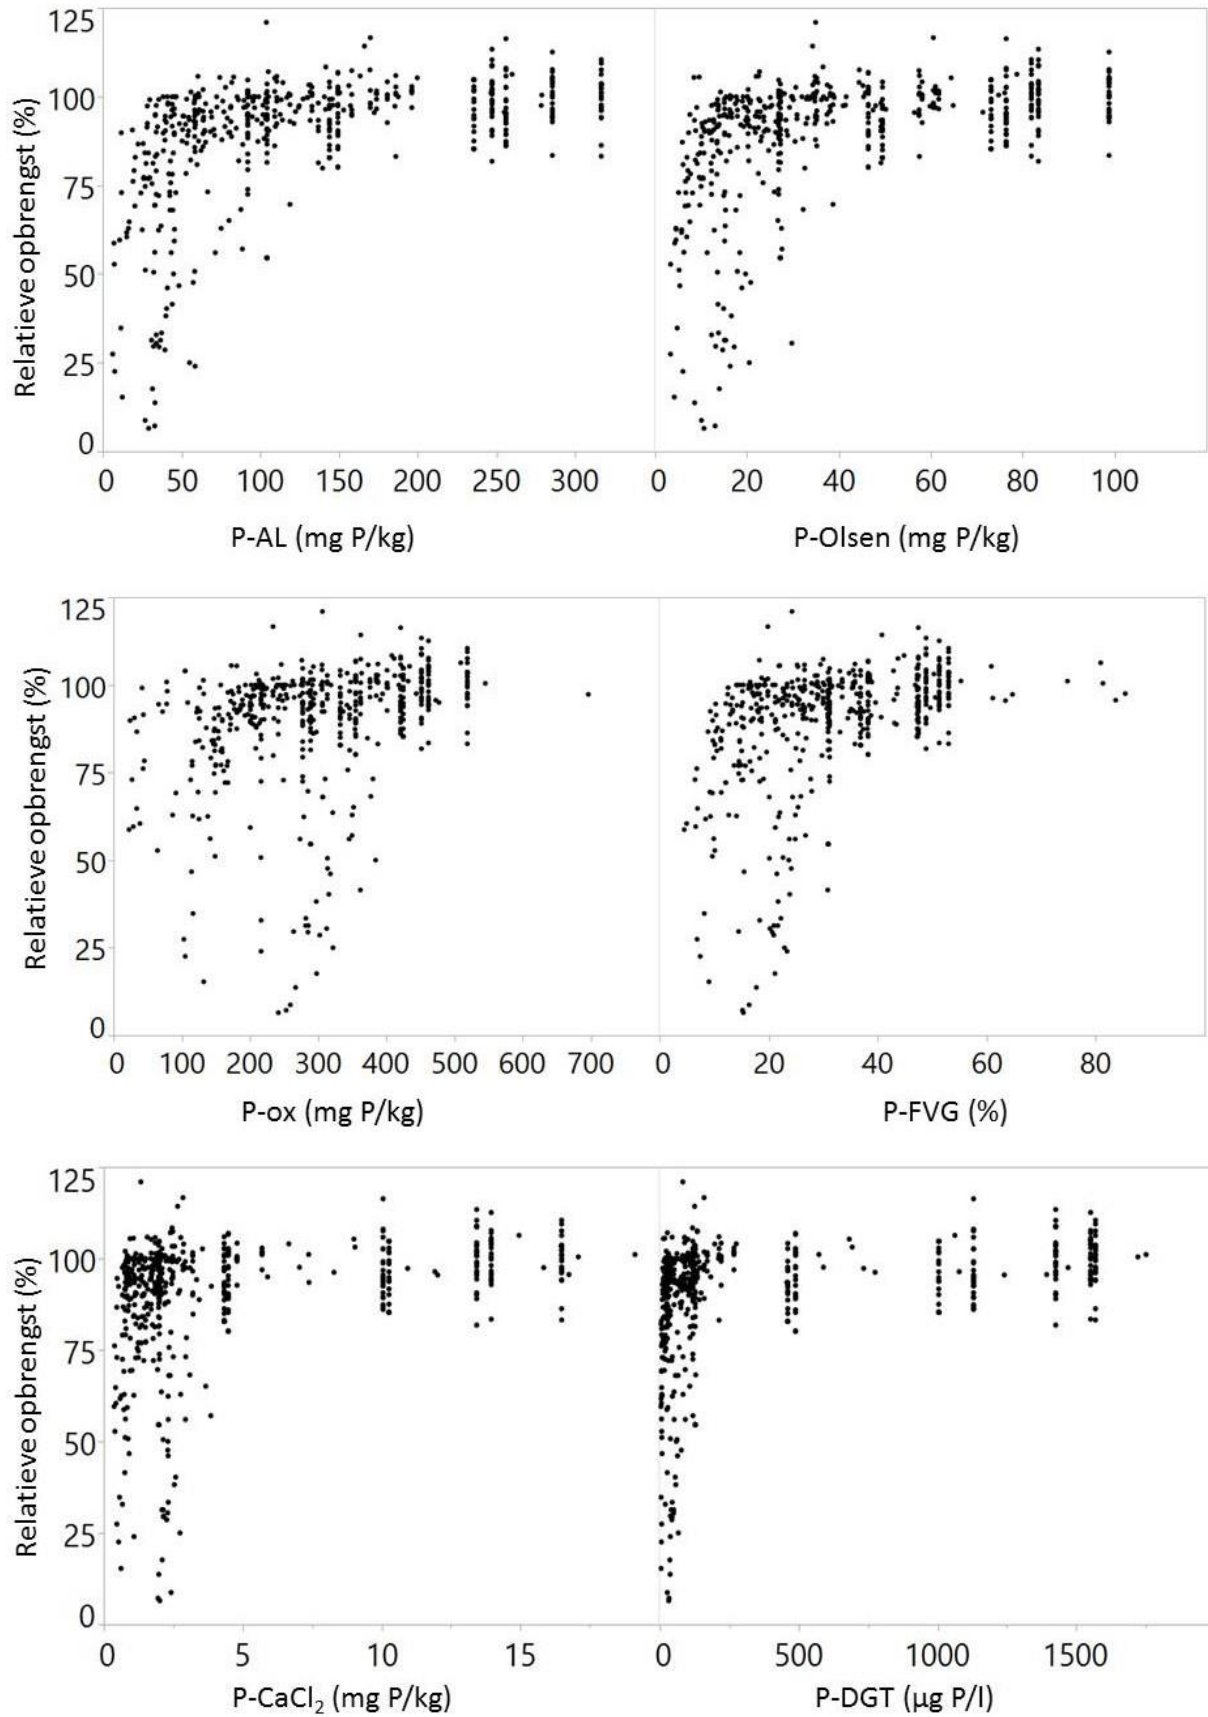 125
100
75
50
25
0
Relatieve opbrengst (%)
0 50 100 150 200 250 300
0 20 40 60 80 100
P-AL (mg P/kg)
P-Olsen (mg P/kg)
125
100
75
50
25
0
Relatieve opbrengst (%)
0 100 200 300 400 500 600 700
0 20 40 60 80
P-ox (mg P/kg)
P-FVG (%)
125
100
75
50
25
0
Relatieve opbrengst (%)
0 5 10 15
0 500 1000 1500
P-CaCl₂ (mg P/kg)
P-DGT (µg P/l)